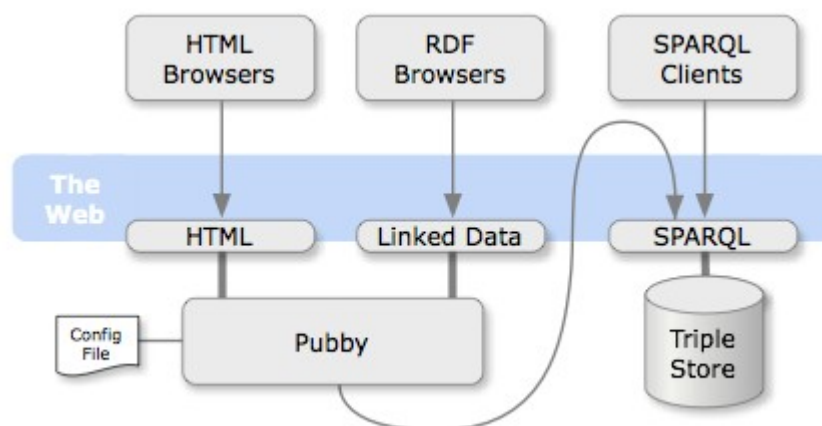 HTML
Browsers
RDF
Browsers
SPARQL
Clients
The
Web
HTML
Linked Data
SPARQL
Config
File
Pubby
Triple
Store